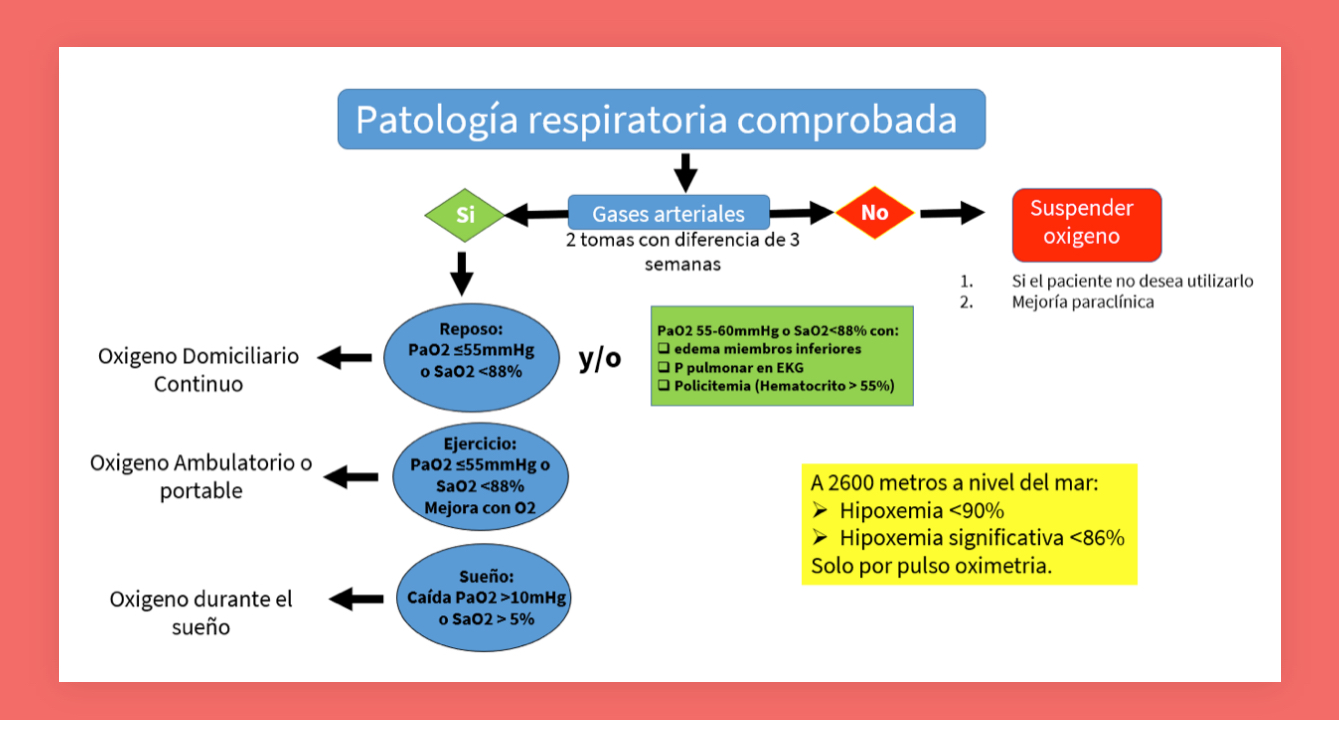 Patología respiratoria comprobada
Si
Gases arteriales
No
Suspender
oxigeno
2 tomas con diferencia de 3
semanas
1. Si el paciente no desea utilizarlo
2. Mejoría paraclínica
Oxigeno Domiciliario
Continuo
Reposo:
PaO2 ≤55mmHg
o SaO2 <88%
y/o
PaO2 55-60mmHg o SaO2<88% con:
❑ edema miembros inferiores
❑ P pulmonar en EKG
❑ Policitemia (Hematocrito > 55%)
Oxigeno Ambulatorio o
portable
Ejercicio:
PaO2 ≤55mmHg o
SaO2 <88%
Mejora con O2
A 2600 metros a nivel del mar:
➢ Hipoxemia <90%
➢ Hipoxemia significativa <86%
Solo por pulso oximetria.
Oxigeno durante el
sueño
Sueño:
Caída PaO2 >10mHg
o SaO2 > 5%